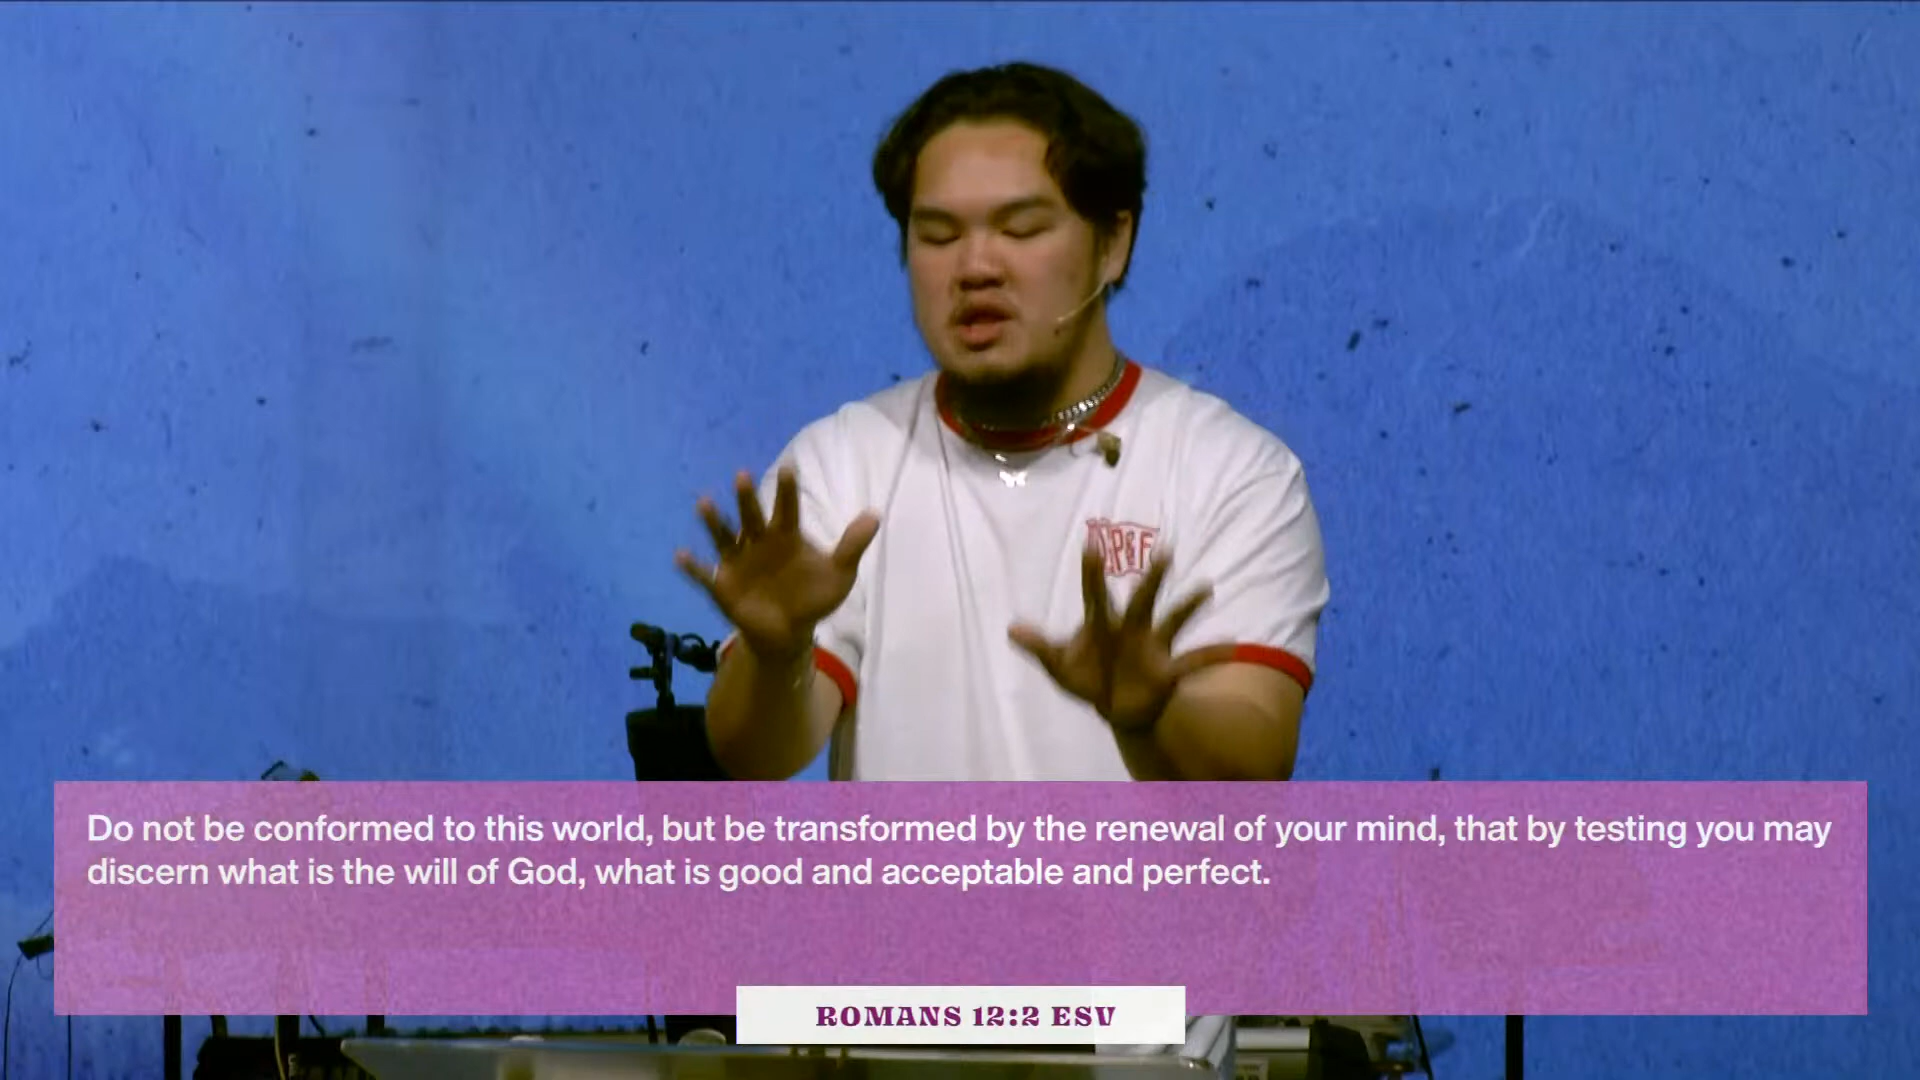 Do not be conformed to this world, but be transformed by the renewal of your mind, that by testing you may
discern what is the will of God, what is good and acceptable and perfect.
ROMANS 12:2 ESV